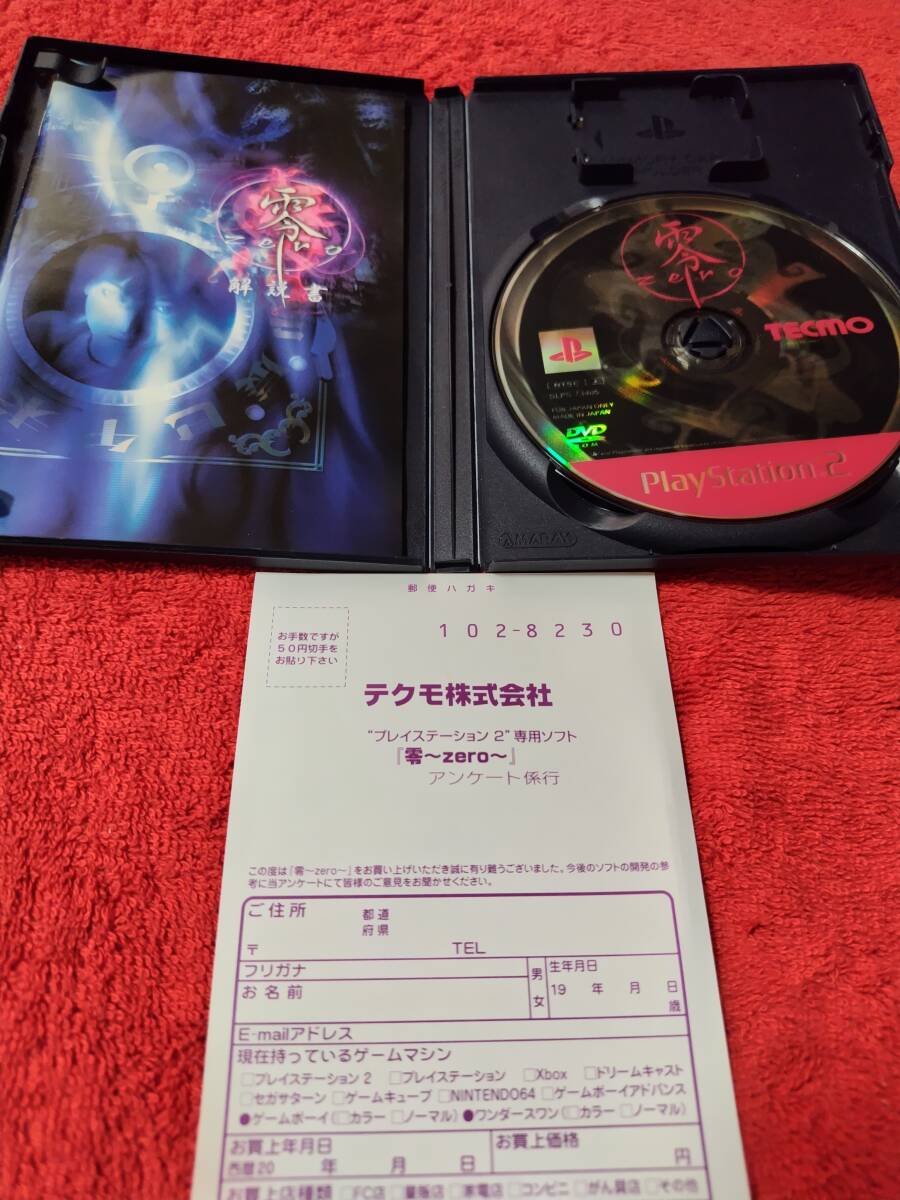 零
zero
解説書
零
zero
TECMO
FOR JAPAN ONLY
MADE IN JAPAN
DVD
PlayStation 2
AMARAY
郵便ハガキ
お手数ですが
50円切手を
お貼り下さい
102-8230
テクモ株式会社
“プレイステーション 2”専用ソフト
『零～zero～』
アンケート係行
この度は『零～zero～』をお買い上げいただき誠に有り難うございました。今後のソフトの開発の参
考に当アンケートにて皆様のご意見をお聞かせください。
ご住所 都道
府県
〒 TEL
フリガナ
お名前
男
女
生年月日
19 年 月 日
歳
E-mailアドレス
現在持っているゲームマシン
□プレイステーション 2 □プレイステーション □Xbox □ドリームキャスト
□セガサターン □ゲームキューブ □NINTENDO64 □ゲームボーイアドバンス
●ゲームボーイ(□カラー □ノーマル) ●ワンダースワン(□カラー □ノーマル)
お買上年月日
西暦20 年 月 日
お買上価格
円
お買上店種類 □FC店 □量販店 □家電店 □コンビニ □がん具店 □その他